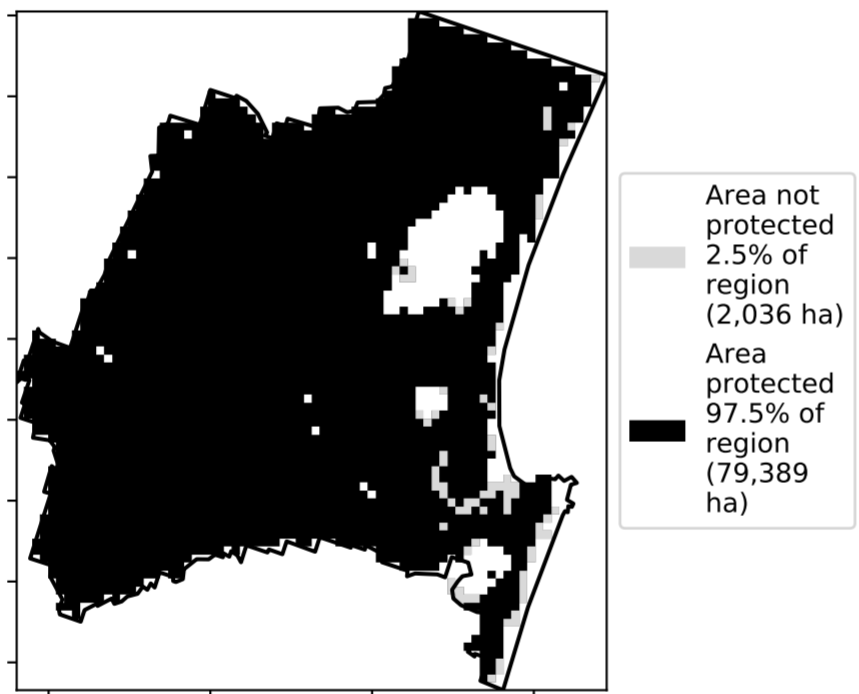 Area not
protected
2.5% of
region
(2,036 ha)
Area
protected
97.5% of
region
(79,389
ha)